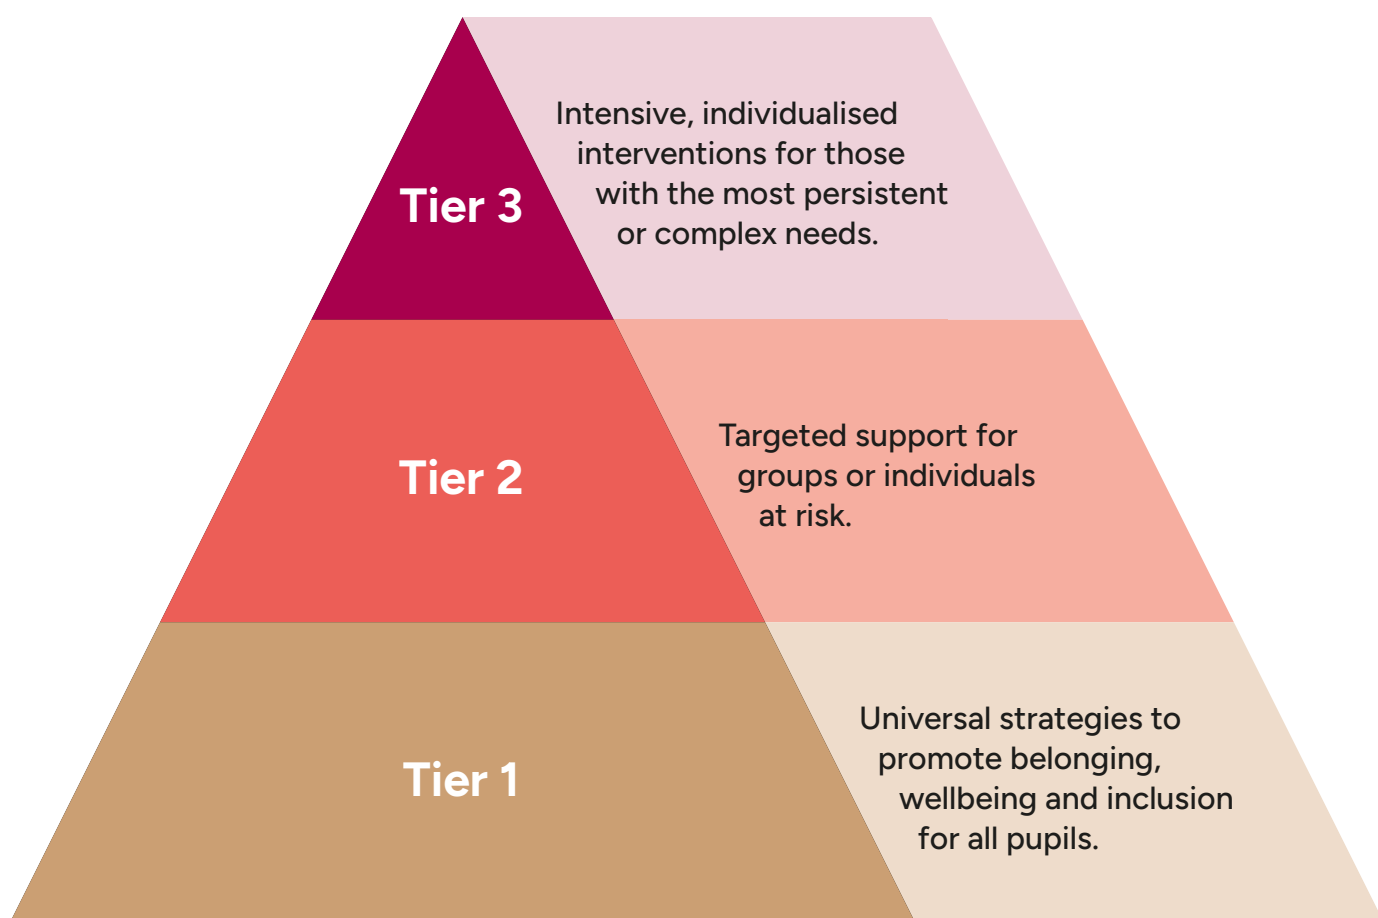 Tier 3
Intensive, individualised
interventions for those
with the most persistent
or complex needs.
Tier 2
Targeted support for
groups or individuals
at risk.
Tier 1
Universal strategies to
promote belonging,
wellbeing and inclusion
for all pupils.